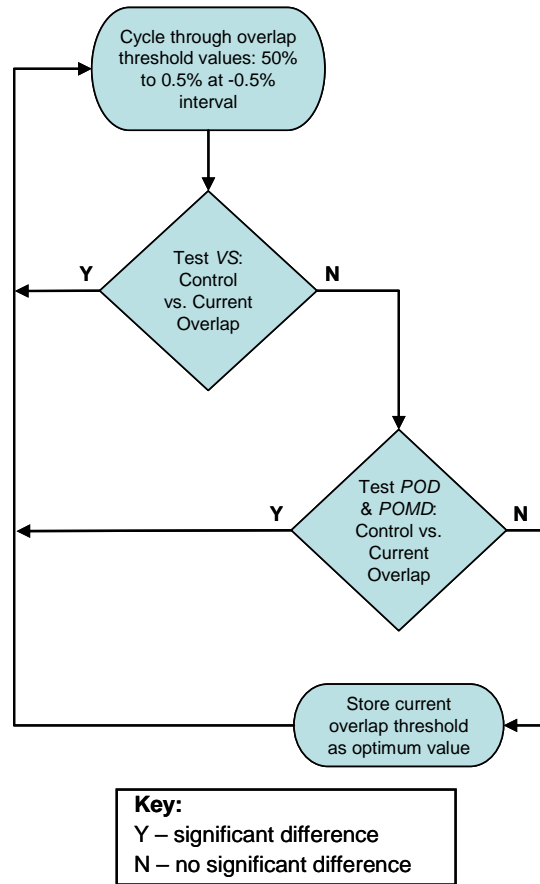 Cycle through overlap
threshold values: 50%
to 0.5% at -0.5%
interval
Test VS:
Control
vs. Current
Overlap
Y
N
Test POD
& POMD:
Control vs.
Current
Overlap
Y
N
Store current
overlap threshold
as optimum value
Key:
Y – significant difference
N – no significant difference